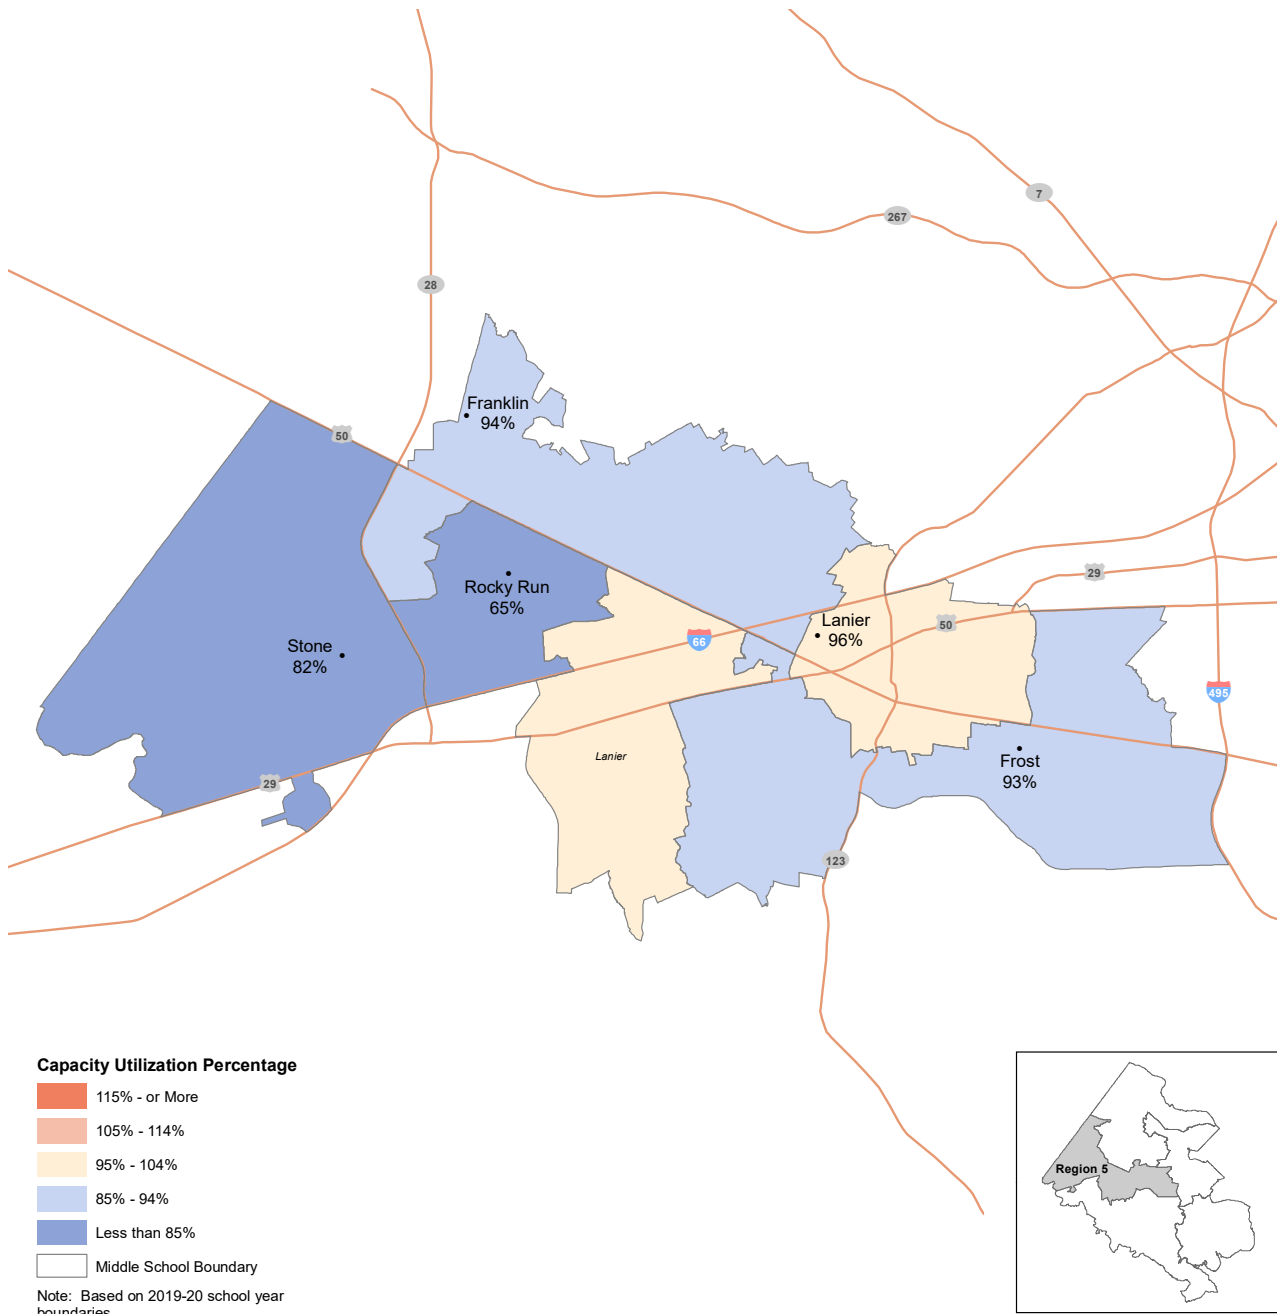 7
267
28
Franklin
94%
50
Rocky Run
65%
29
Lanier
96%
50
66
Stone
82%
495
Lanier
Frost
93%
29
123
Capacity Utilization Percentage
115% - or More
105% - 114%
95% - 104%
85% - 94%
Less than 85%
Middle School Boundary
Note:  Based on 2019-20 school year
boundaries
Region 5